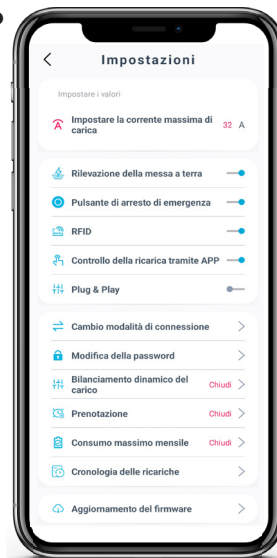 Impostazioni
Impostare i valori
Impostare la corrente massima di
carica
32 A
Rilevazione della messa a terra
Pulsante di arresto di emergenza
RFID
Controllo della ricarica tramite APP
Plug & Play
Cambio modalità di connessione
Modifica della password
Bilanciamento dinamico del
carico
Chiudi
Prenotazione
Chiudi
Consumo massimo mensile
Chiudi
Cronologia delle ricariche
Aggiornamento del firmware